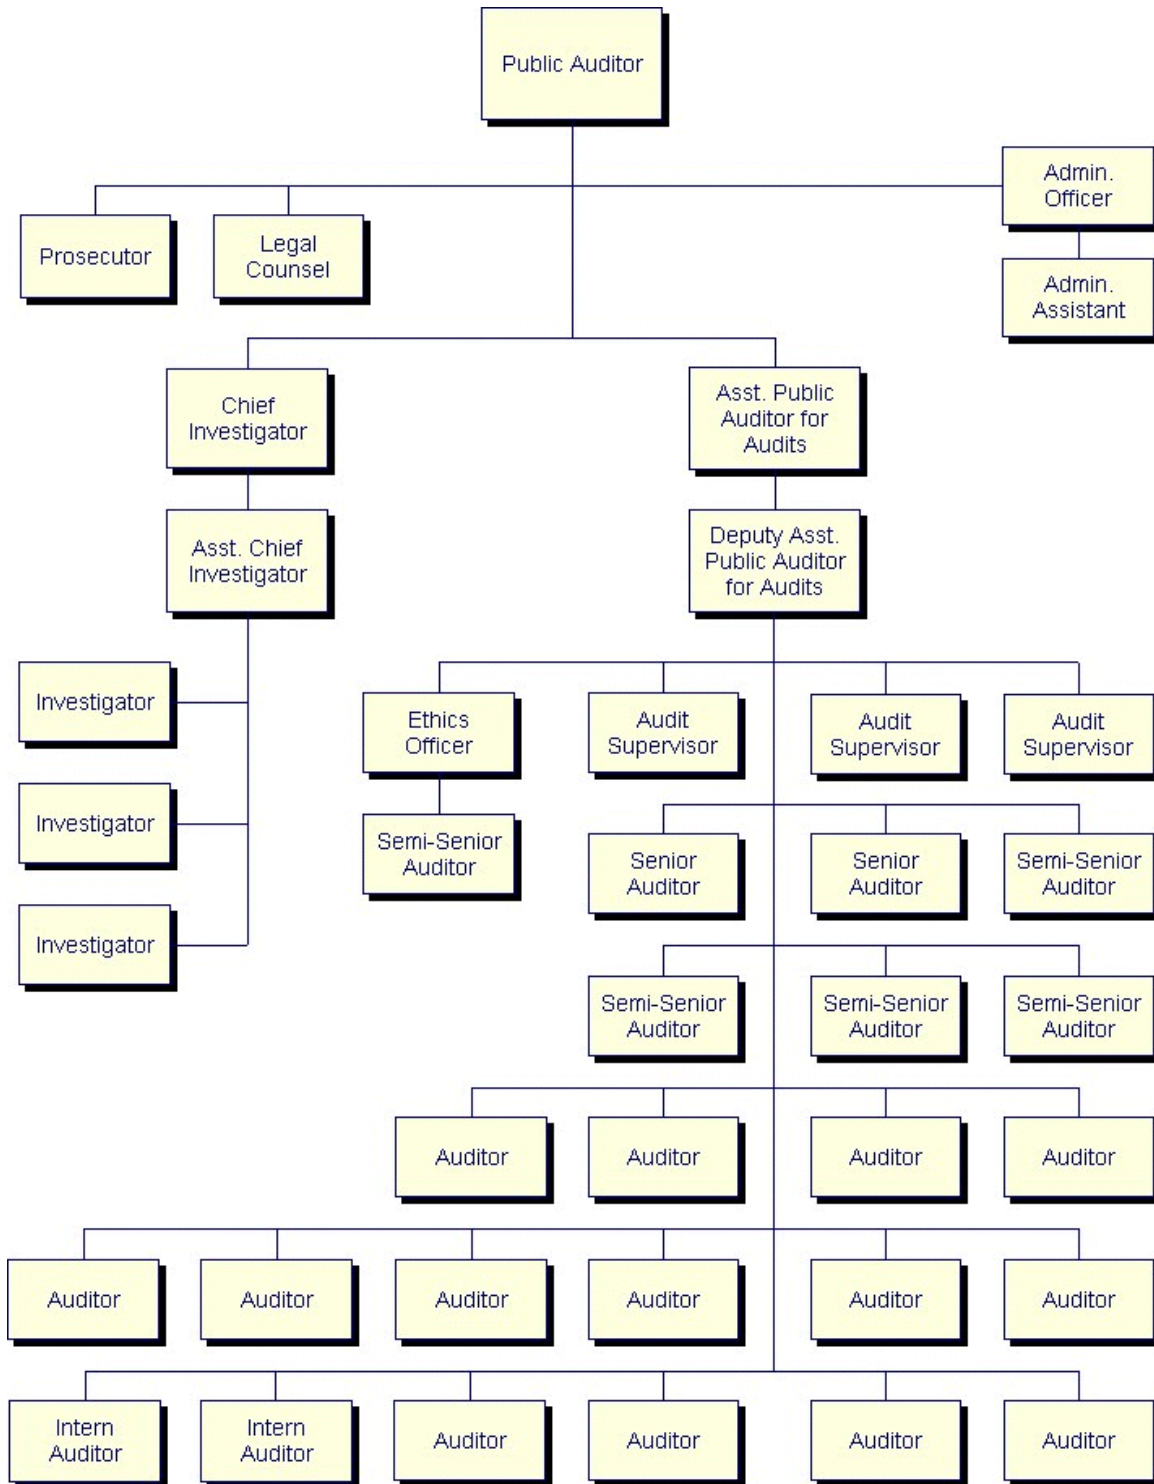 Public Auditor
Admin.
Officer
Prosecutor
Legal
Counsel
Admin.
Assistant
Chief
Investigator
Asst. Public
Auditor for
Audits
Asst. Chief
Investigator
Deputy Asst.
Public Auditor
for Audits
Investigator
Investigator
Investigator
Ethics
Officer
Audit
Supervisor
Audit
Supervisor
Audit
Supervisor
Semi-Senior
Auditor
Senior
Auditor
Senior
Auditor
Semi-Senior
Auditor
Semi-Senior
Auditor
Semi-Senior
Auditor
Semi-Senior
Auditor
Auditor
Auditor
Auditor
Auditor
Auditor
Auditor
Auditor
Auditor
Auditor
Auditor
Intern
Auditor
Intern
Auditor
Auditor
Auditor
Auditor
Auditor